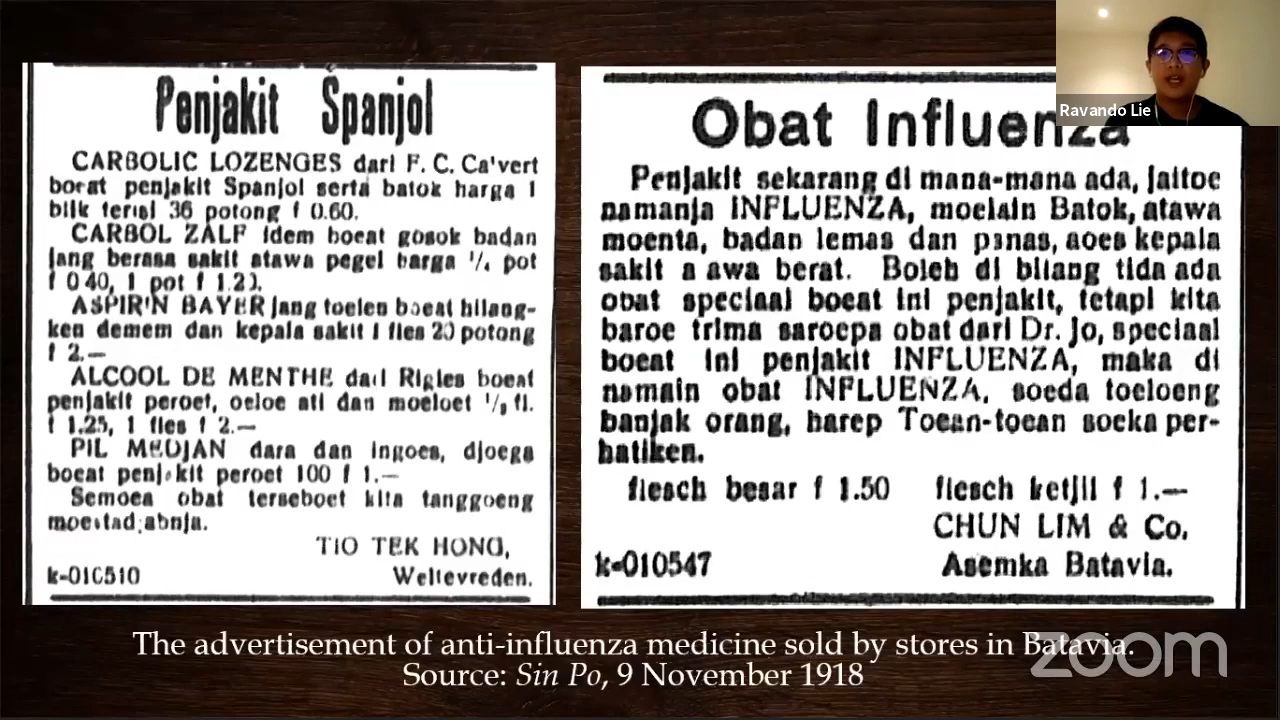 Penjakit Spanjol
CARBOLIC LOZENGES dari F. C. Ca'vert
boeat penjakit Spanjol serta batok harga 1
blik terisi 36 potong f 0.60.
CARBOL ZALF idem boeat gosok badan
jang berasa sakit atawa pegel harga 1/4 pot
f 0 40, 1 pot f 1.20.
ASPIR'N BAYER jang toelen boeat hilang-
ken demem dan kepala sakit 1 fles 20 potong
f 2.—
ALCOOL DE MENTHE dari Rigles boeat
penjakit peroet, oeloe ati dan moeloet 1/2 fl.
f 1.25, 1 fles f 2.—
PIL MEDJAN dara dan ingoes, djoega
boeat penjakit peroet 100 f 1.—
Semoea obat terseboet kita tanggoeng
moestadjabnja.
TIO TEK HONG,
k-010510 Weltevreden.
Obat Influenza
Penjakit sekarang di mana-mana ada, jaitoe
namanja INFLUENZA, moelain Batok, atawa
moenta, badan lemas dan panas, aoes kepala
sakit a awa berat. Boleh di bilang tida ada
obat speciaal boeat ini penjakit, tetapi kita
baroe trima saroepa obat dari Dr. Jo, speciaal
boeat ini penjakit INFLUENZA, maka di
namain obat INFLUENZA, soeda toeloeng
banjak orang, harep Toean-toean soeka per-
hatiken.
flesch besar f 1.50 flesch ketjil f 1.—
CHUN LIM & Co.
k-010547 Asemka Batavia.
The advertisement of anti-influenza medicine sold by stores in Batavia.
Source: Sin Po, 9 November 1918
Ravando Lie
zoom